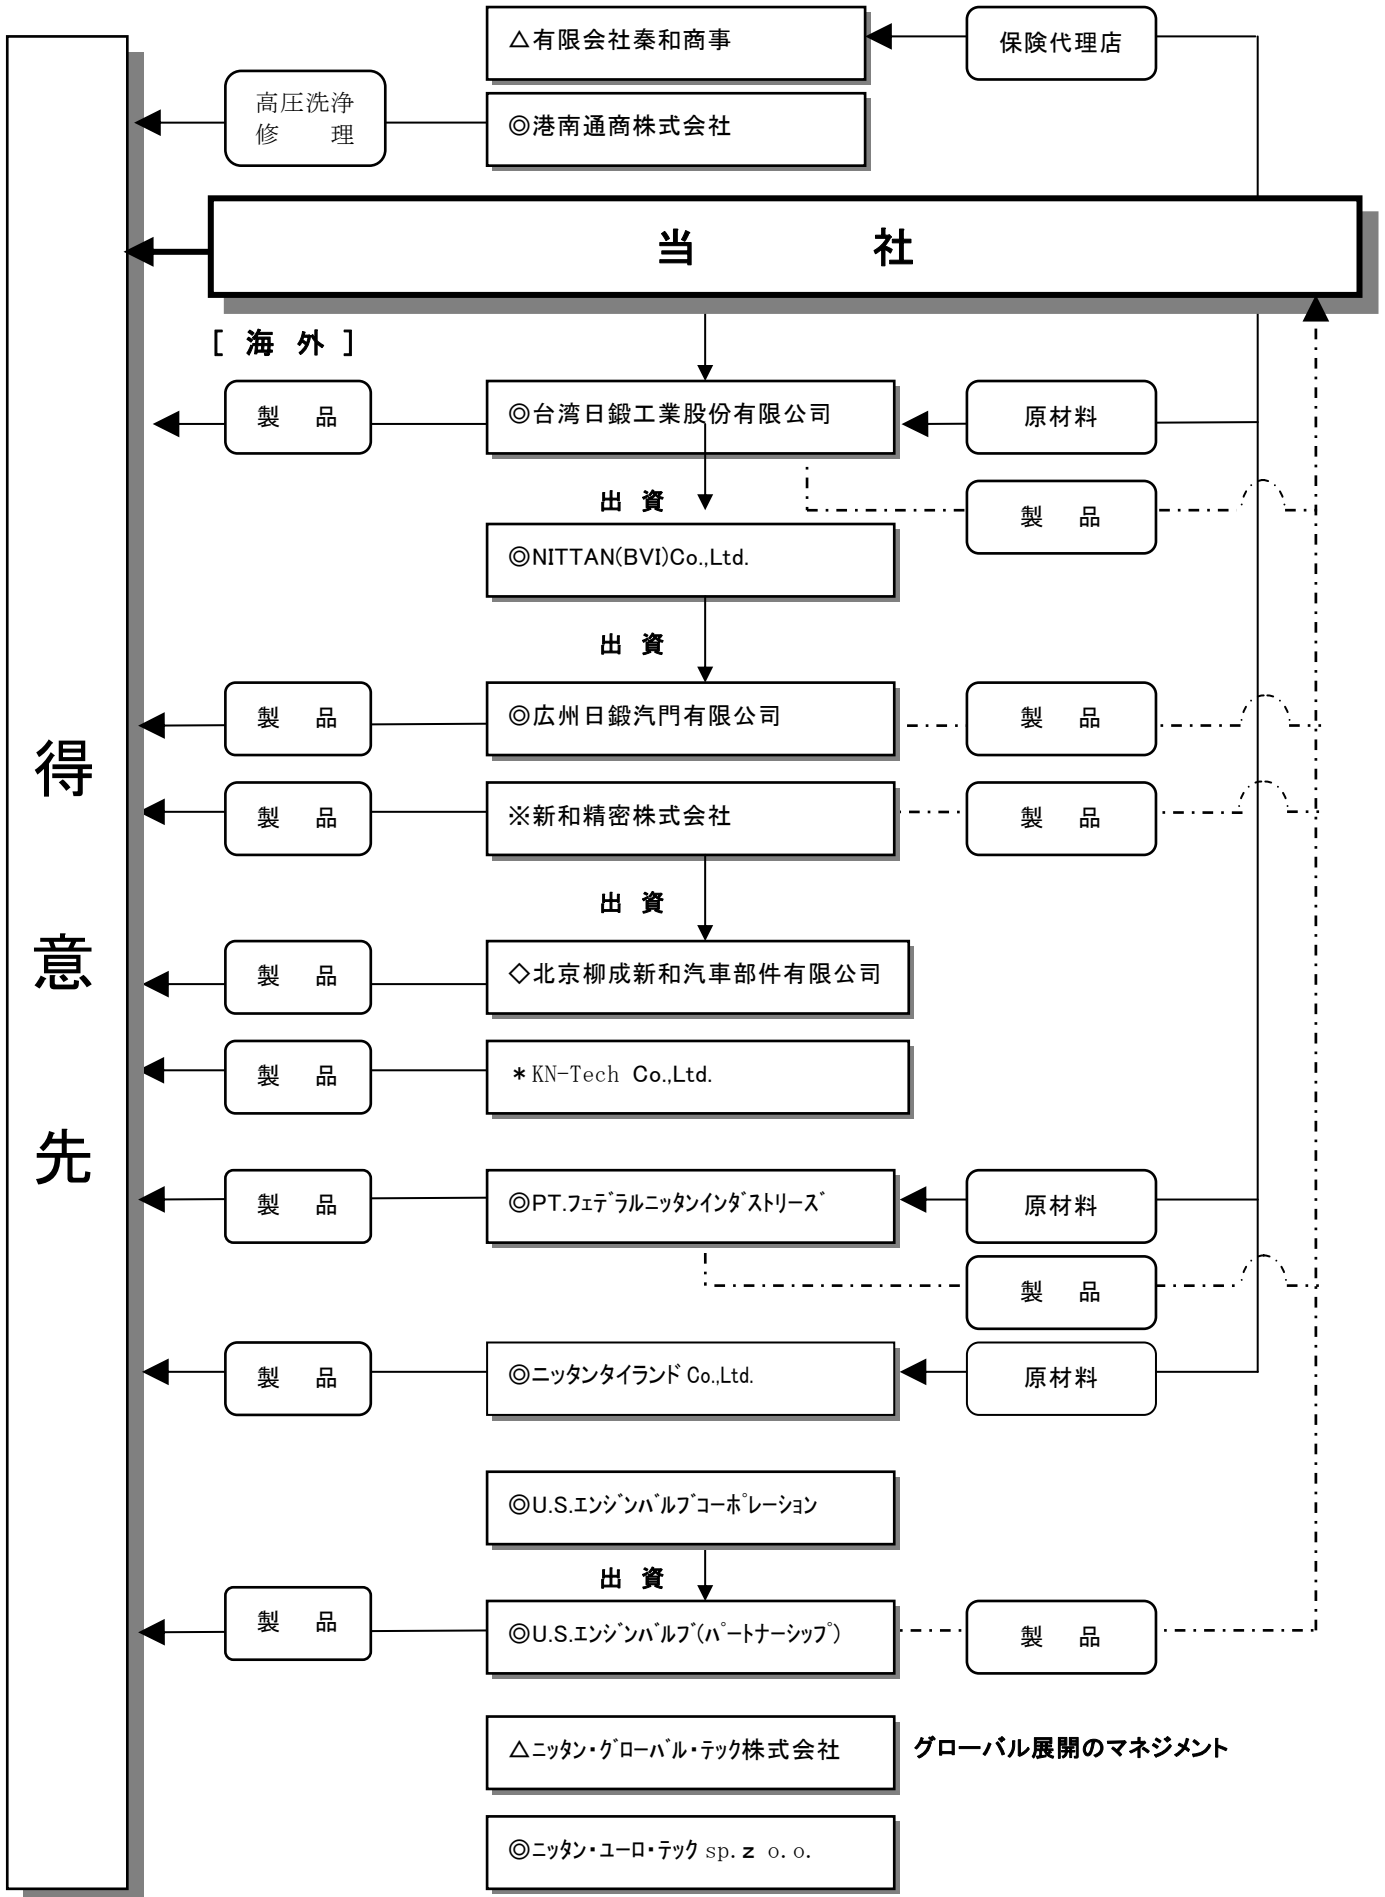 △有限会社秦和商事
保険代理店
高圧洗浄
修　　理
◎港南通商株式会社
当　　社
［ 海 外 ］
製　品
◎台湾日鍛工業股份有限公司
原材料
出 資
製　品
◎NITTAN(BVI)Co.,Ltd.
出 資
製　品
◎広州日鍛汽門有限公司
製　品
得意先
製　品
※新和精密株式会社
製　品
出 資
製　品
◇北京柳成新和汽車部件有限公司
製　品
＊KN-Tech Co.,Ltd.
製　品
◎PT.ﾌｪﾃﾞﾗﾙﾆｯﾀﾝｲﾝﾀﾞｽﾄﾘｰｽﾞ
原材料
製　品
製　品
◎ﾆｯﾀﾝﾀｲﾗﾝﾄﾞ Co.,Ltd.
原材料
◎U.S.ｴﾝｼﾞﾝﾊﾞﾙﾌﾞｺｰﾎﾟﾚｰｼｮﾝ
出 資
製　品
◎U.S.ｴﾝｼﾞﾝﾊﾞﾙﾌﾞ(ﾊﾟｰﾄﾅｰｼｯﾌﾟ)
製　品
△ﾆｯﾀﾝ・ｸﾞﾛｰﾊﾞﾙ・ﾃｯｸ株式会社
グローバル展開のマネジメント
◎ﾆｯﾀﾝ・ﾕｰﾛ・ﾃｯｸ sp. z o.o.